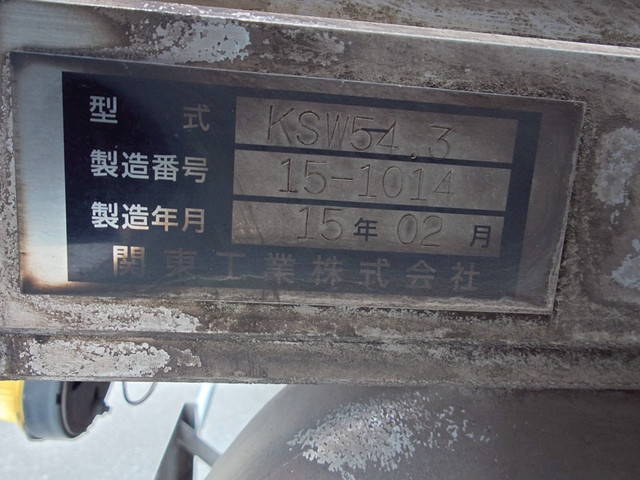 型 式 KSW54.3
製造番号 15-1014
製造年月 15年 02月
関東工業株式会社